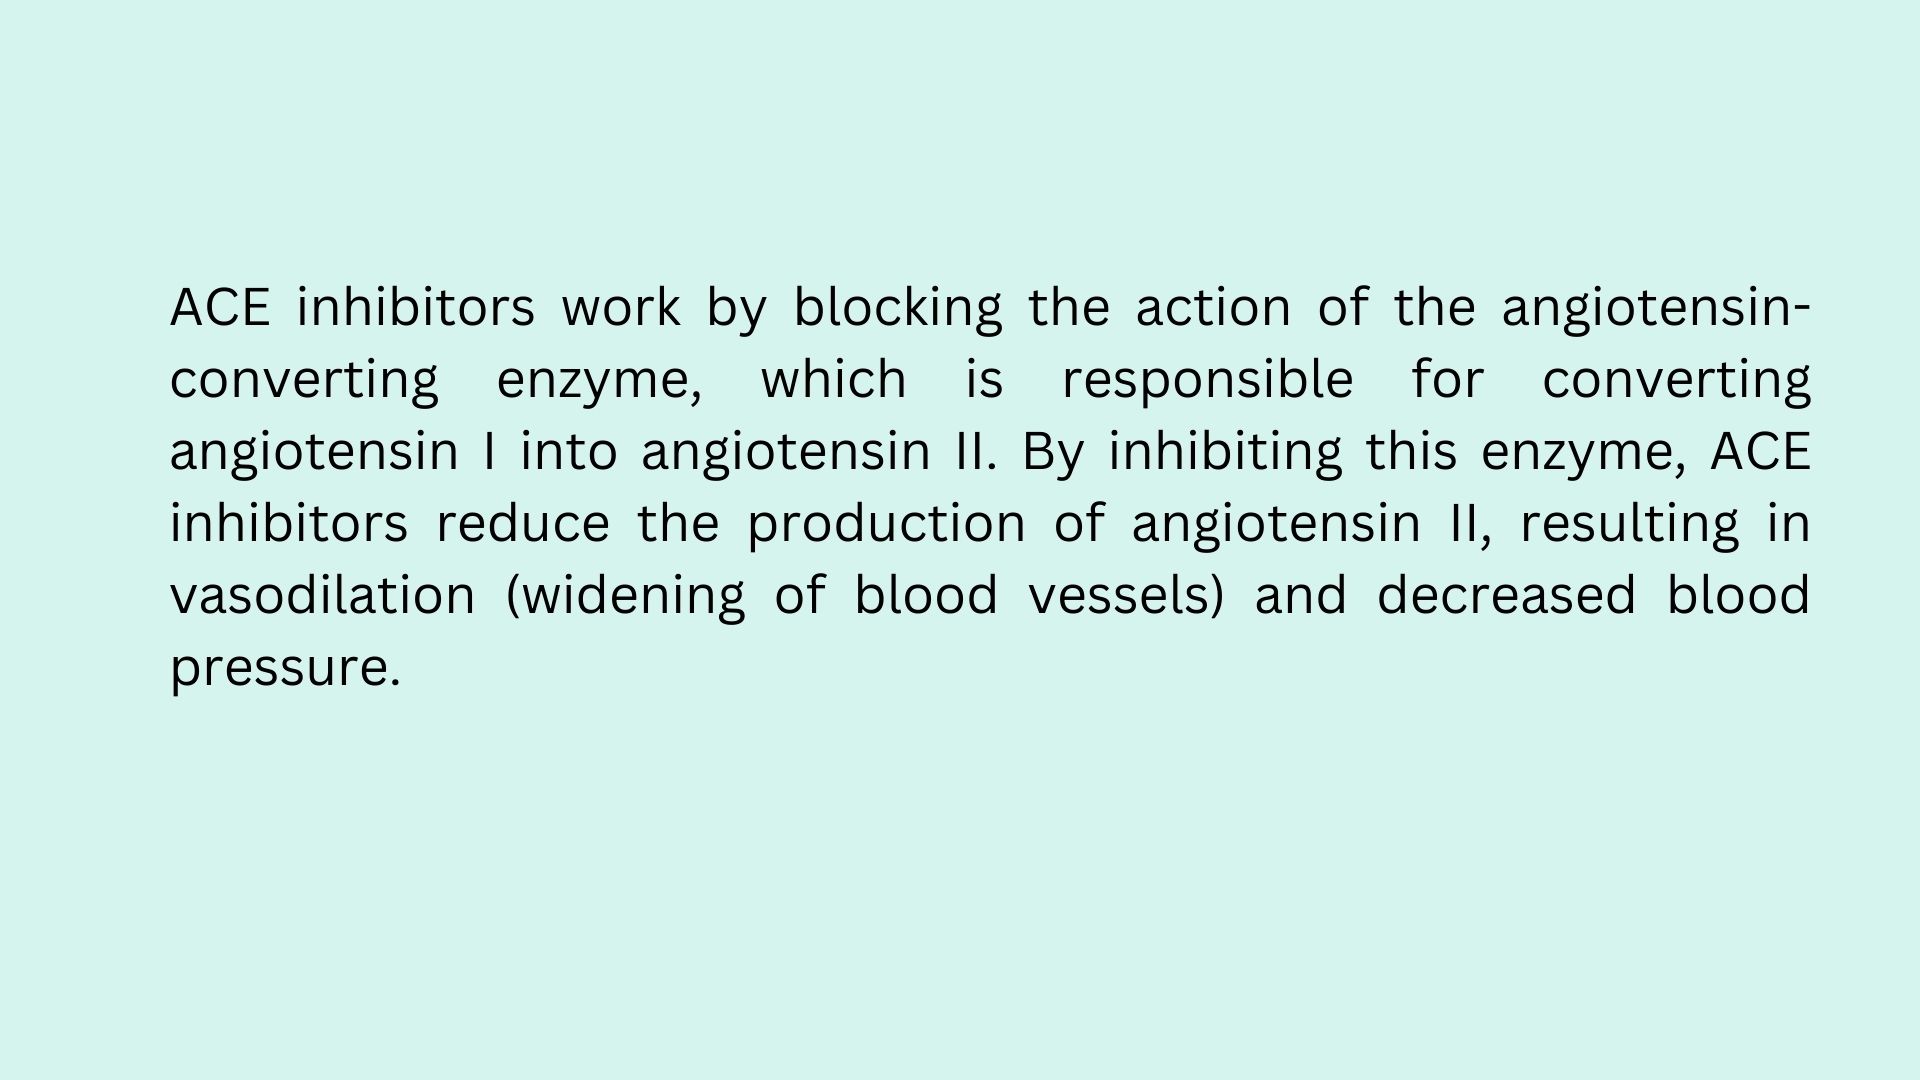 ACE inhibitors work by blocking the action of the angiotensin-
converting enzyme, which is responsible for converting
angiotensin I into angiotensin II. By inhibiting this enzyme, ACE
inhibitors reduce the production of angiotensin II, resulting in
vasodilation (widening of blood vessels) and decreased blood
pressure.